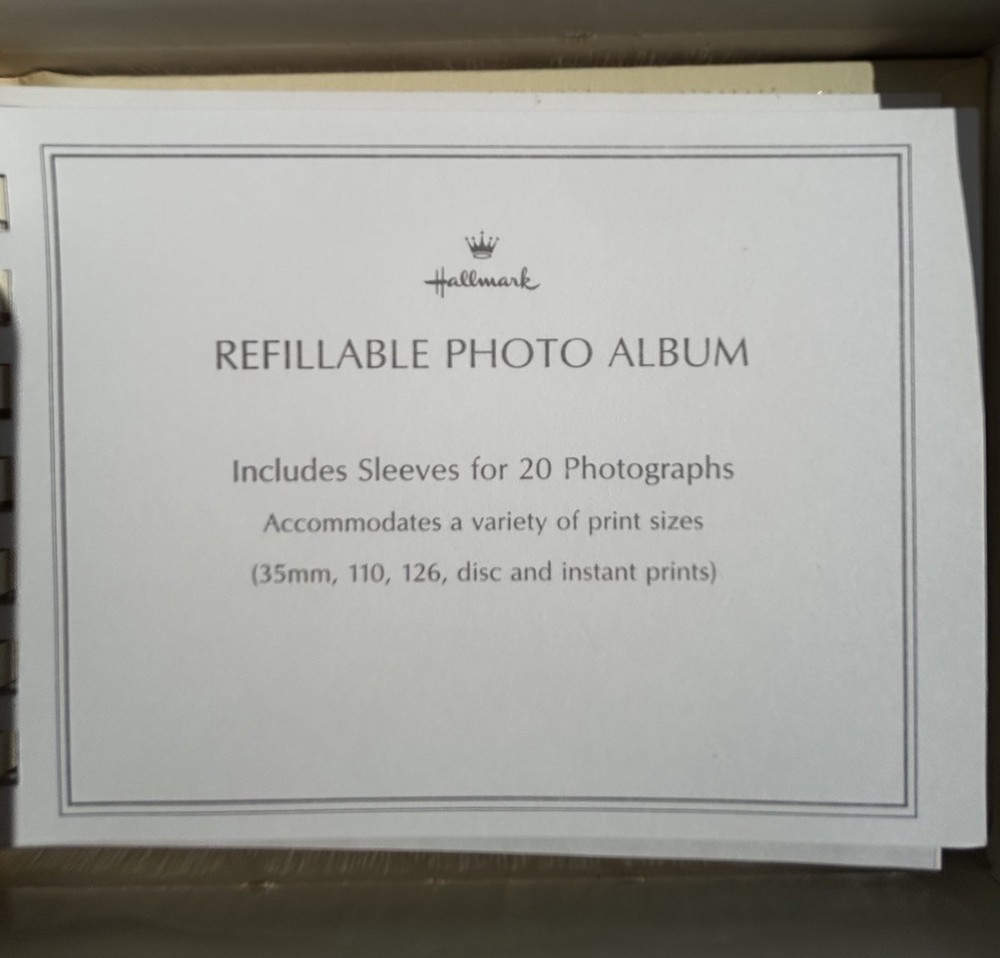 Hallmark
REFILLABLE PHOTO ALBUM
Includes Sleeves for 20 Photographs
Accommodates a variety of print sizes
(35mm, 110, 126, disc and instant prints)